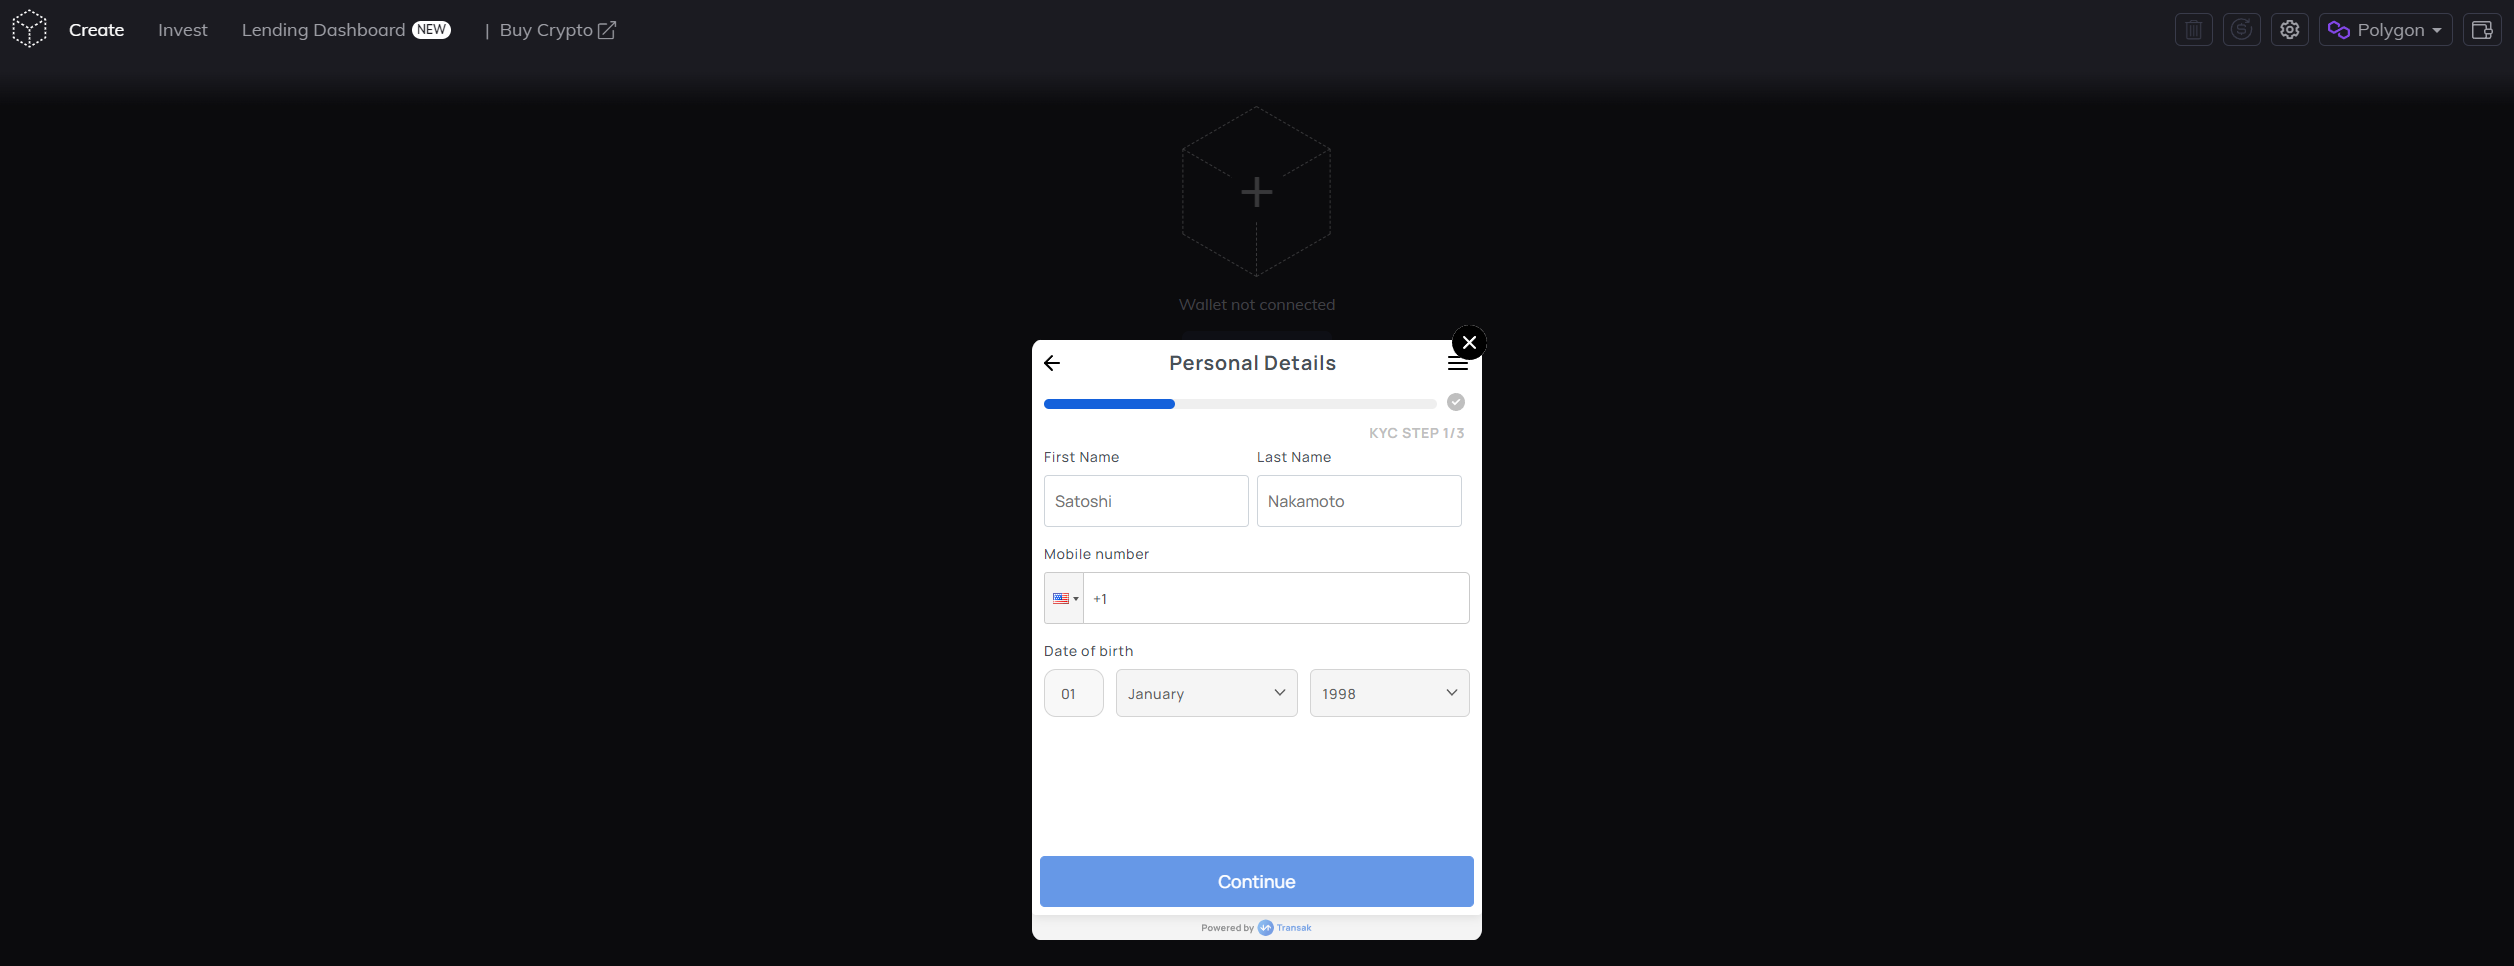 Create Invest Lending Dashboard NEW | Buy Crypto Polygon
Wallet not connected
Personal Details
KYC STEP 1/3
First Name Last Name
Satoshi Nakamoto
Mobile number
+1
Date of birth
01 January 1998
Continue
Powered by Transak